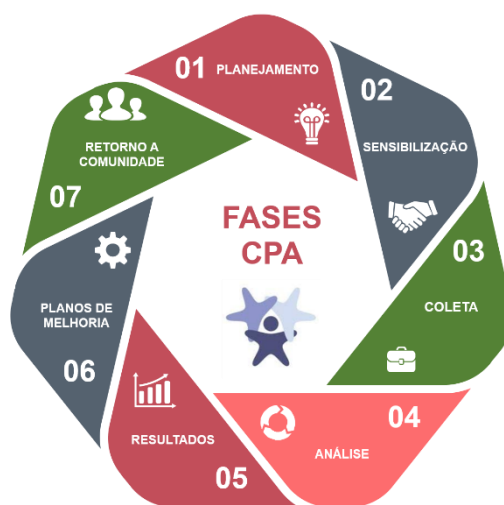 01 PLANEJAMENTO
02
SENSIBILIZAÇÃO
03
COLETA
04
ANÁLISE
05
RESULTADOS
06
PLANOS DE
MELHORIA
07
RETORNO A
COMUNIDADE
FASES
CPA